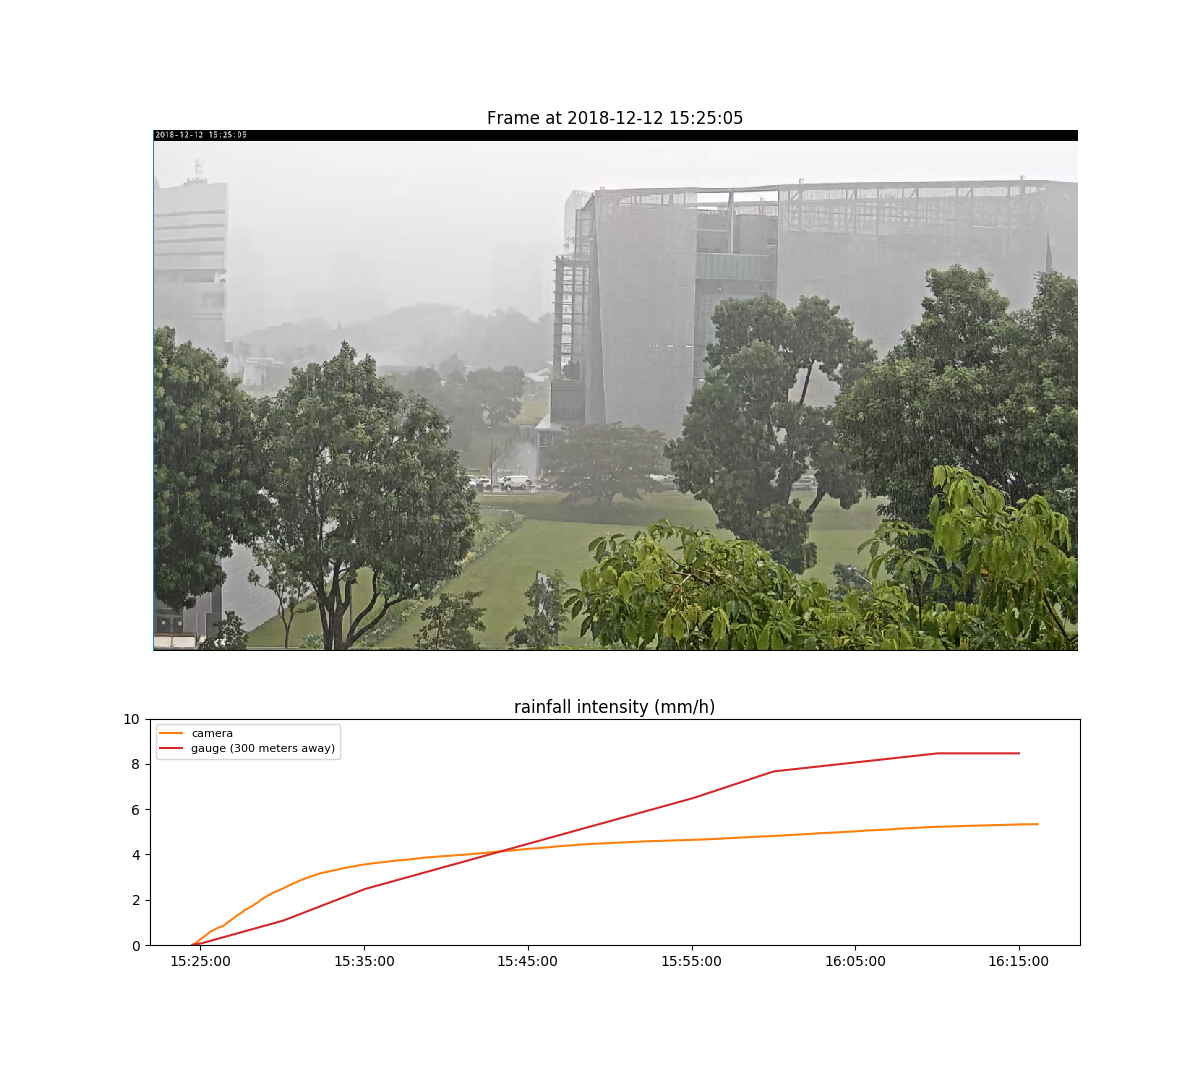 Frame at 2018-12-12 15:25:05
2018-12-12 15:25:05
rainfall intensity (mm/h)
10
8
6
4
2
0
camera
gauge (300 meters away)
15:25:00 15:35:00 15:45:00 15:55:00 16:05:00 16:15:00